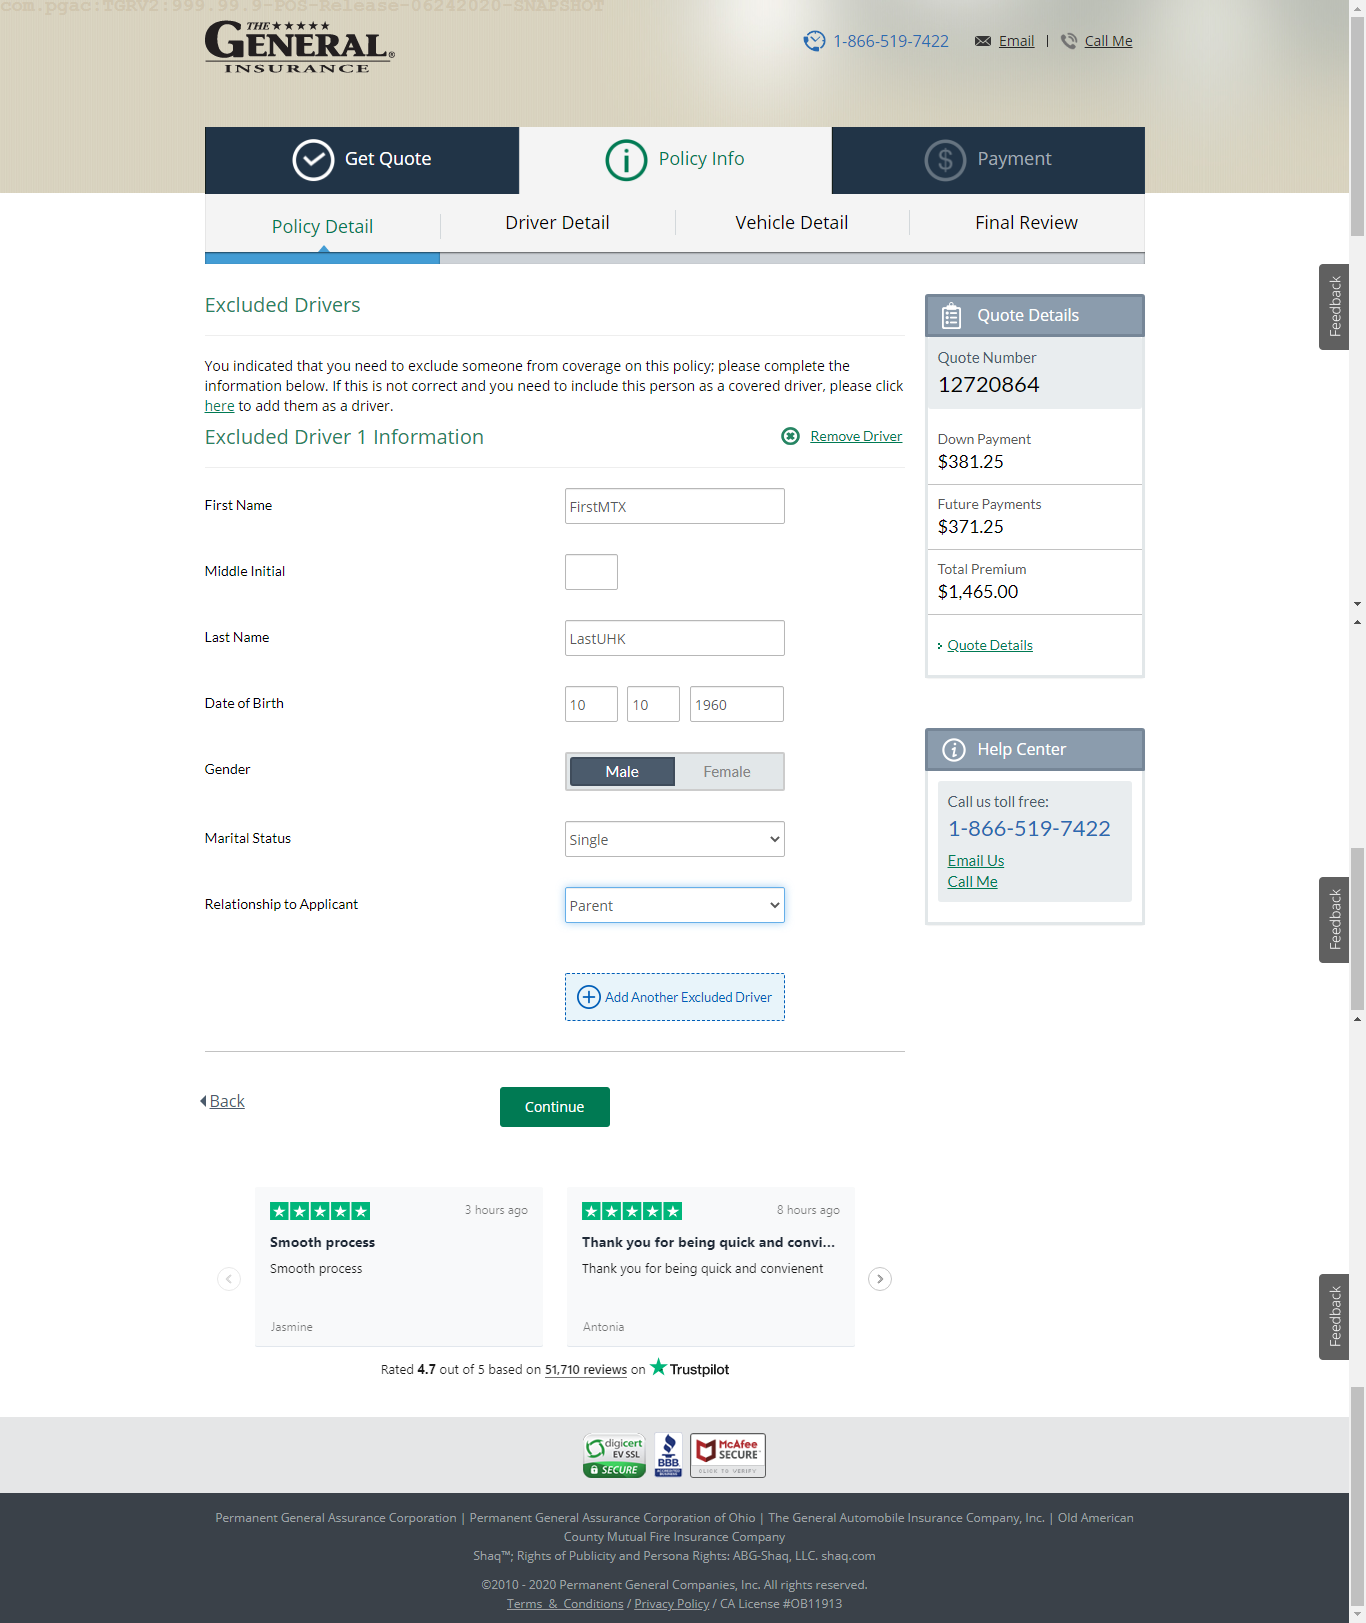 com.pgac:TGRV2:999.99.9-POS-Release-06242020-SNAPSHOT
THE
GENERAL®
INSURANCE
1-866-519-7422 Email | Call Me
Get Quote Policy Info $ Payment
Policy Detail Driver Detail Vehicle Detail Final Review
Excluded Drivers
You indicated that you need to exclude someone from coverage on this policy; please complete the
information below. If this is not correct and you need to include this person as a covered driver, please click
here to add them as a driver.
Excluded Driver 1 Information Remove Driver
First Name FirstMTX
Middle Initial
Last Name LastUHK
Date of Birth 10 10 1960
Gender Male Female
Marital Status Single
Relationship to Applicant Parent
Add Another Excluded Driver
Back Continue
Quote Details
Quote Number
12720864
Down Payment
$381.25
Future Payments
$371.25
Total Premium
$1,465.00
Quote Details
Help Center
Call us toll free:
1-866-519-7422
Email Us
Call Me
Feedback
Feedback
Feedback
3 hours ago
Smooth process
Smooth process
Jasmine
8 hours ago
Thank you for being quick and convi...
Thank you for being quick and convienent
Antonia
Rated 4.7 out of 5 based on 51,710 reviews on Trustpilot
digicert
EV SSL
SECURE
BBB
ACCREDITED
BUSINESS
McAfee
SECURE
CLICK TO VERIFY
Permanent General Assurance Corporation | Permanent General Assurance Corporation of Ohio | The General Automobile Insurance Company, Inc. | Old American
County Mutual Fire Insurance Company
Shaq™; Rights of Publicity and Persona Rights: ABG-Shaq, LLC. shaq.com
©2010 - 2020 Permanent General Companies, Inc. All rights reserved.
Terms & Conditions / Privacy Policy / CA License #OB11913